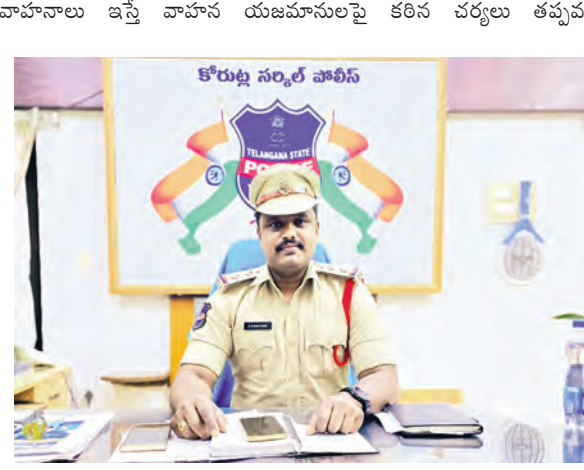 వాహనాలు ఇస్తే వాహన యజమానులపై కఠిన చర్యలు తప్పవ
కోరుట్ల సర్కిల్ పోలీస్
TELANGANA STATE
POLICE